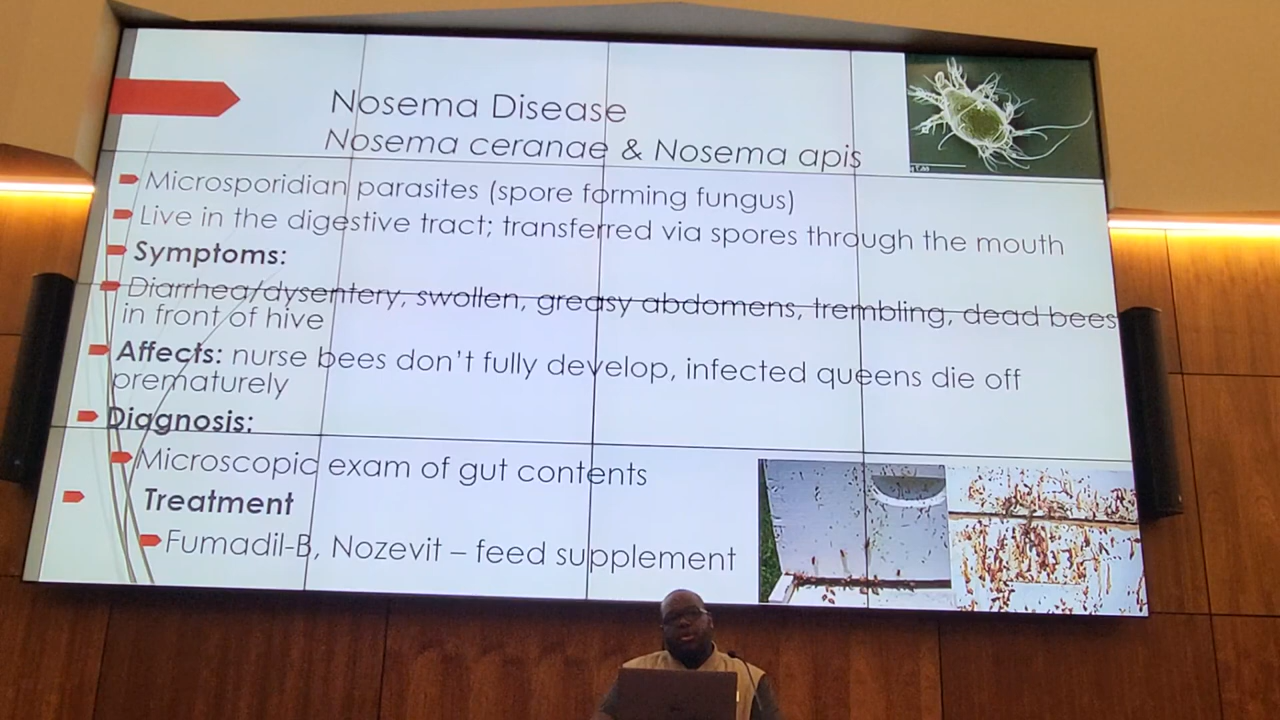 Nosema Disease
Nosema ceranae & Nosema apis
Microsporidian parasites (spore forming fungus)
Live in the digestive tract; transferred via spores through the mouth
Symptoms:
Diarrhea/dysentery, swollen, greasy abdomens, trembling, dead bees
in front of hive
Affects: nurse bees don't fully develop, infected queens die off
prematurely
Diagnosis:
Microscopic exam of gut contents
Treatment
Fumadil-B, Nozevit – feed supplement